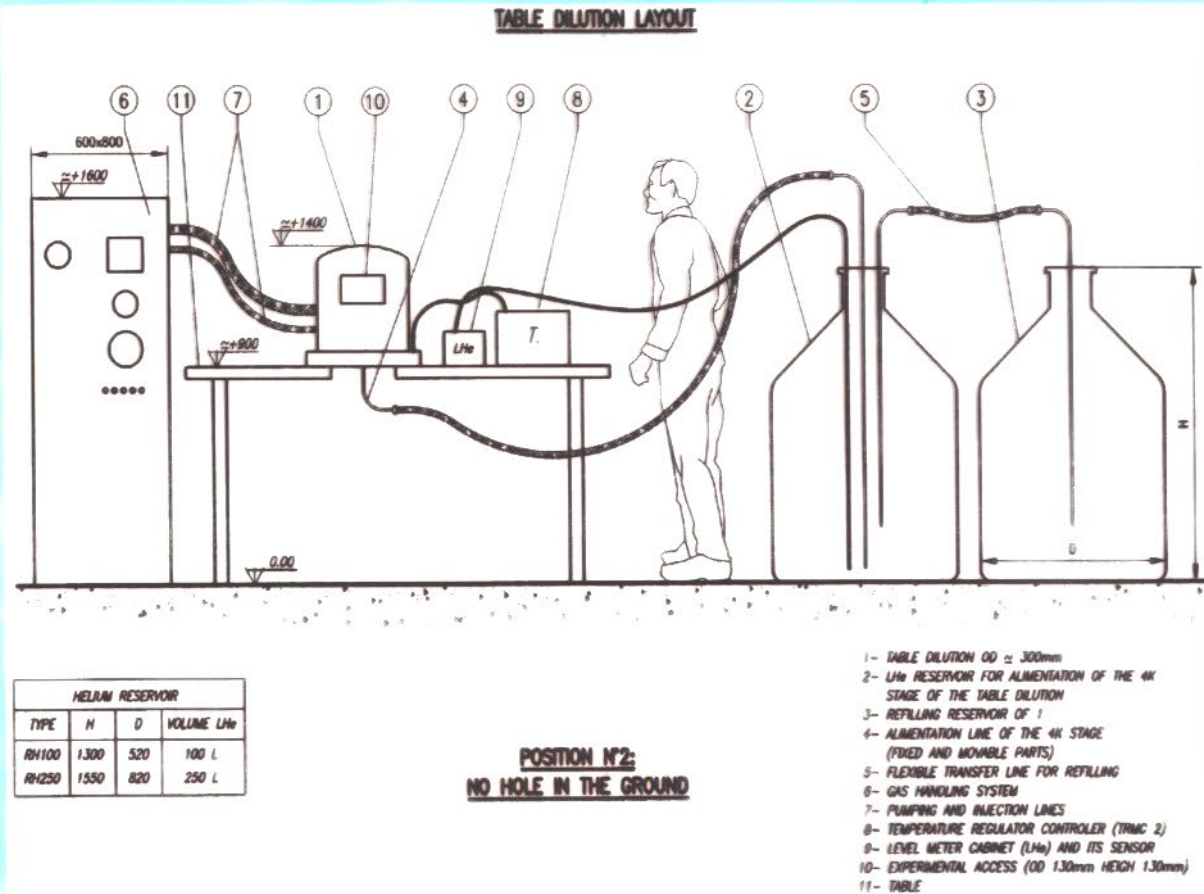 TABLE DILUTION LAYOUT
6 11 7 1 10 4 9 8 2 5 3
600x800
≃+1600
≃+1400
≃+900
LHe
T.
H
D
0.00
HELIUM RESERVOIR
TYPE H D VOLUME LHe
RH100 1300 520 100 L
RH250 1550 820 250 L
POSITION N°2:
NO HOLE IN THE GROUND
1- TABLE DILUTION OD ≃ 300mm
2- LHe RESERVOIR FOR ALIMENTATION OF THE 4K
STAGE OF THE TABLE DILUTION
3- REFILLING RESERVOIR OF 1
4- ALIMENTATION LINE OF THE 4K STAGE
(FIXED AND MOVABLE PARTS)
5- FLEXIBLE TRANSFER LINE FOR REFILLING
6- GAS HANDLING SYSTEM
7- PUMPING AND INJECTION LINES
8- TEMPERATURE REGULATOR CONTROLER (TRMC 2)
9- LEVEL METER CABINET (LHe) AND ITS SENSOR
10- EXPERIMENTAL ACCESS (OD 130mm HEIGH 130mm)
11- TABLE